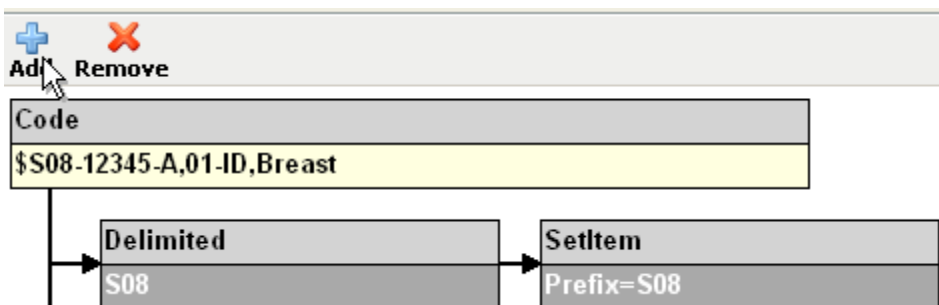 Add Remove
Code
$S08-12345-A,01-ID,Breast
Delimited SetItem
S08 Prefix=S08